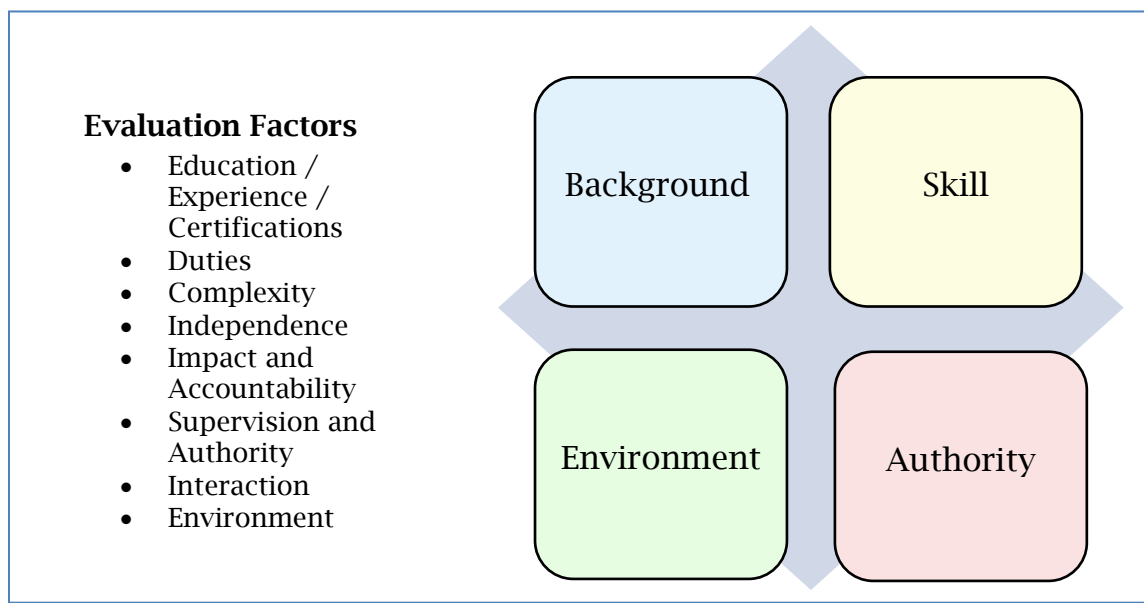 Evaluation Factors
• Education /
Experience /
Certifications
• Duties
• Complexity
• Independence
• Impact and
Accountability
• Supervision and
Authority
• Interaction
• Environment
Background
Skill
Environment
Authority